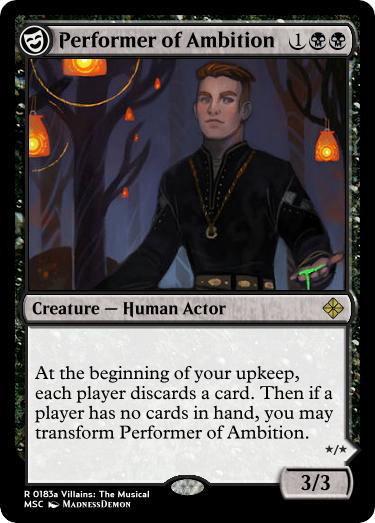 Performer of Ambition 1
Creature — Human Actor
At the beginning of your upkeep,
each player discards a card. Then if a
player has no cards in hand, you may
transform Performer of Ambition.
*/*
3/3
R 0183a Villains: The Musical
MSC MadnessDemon